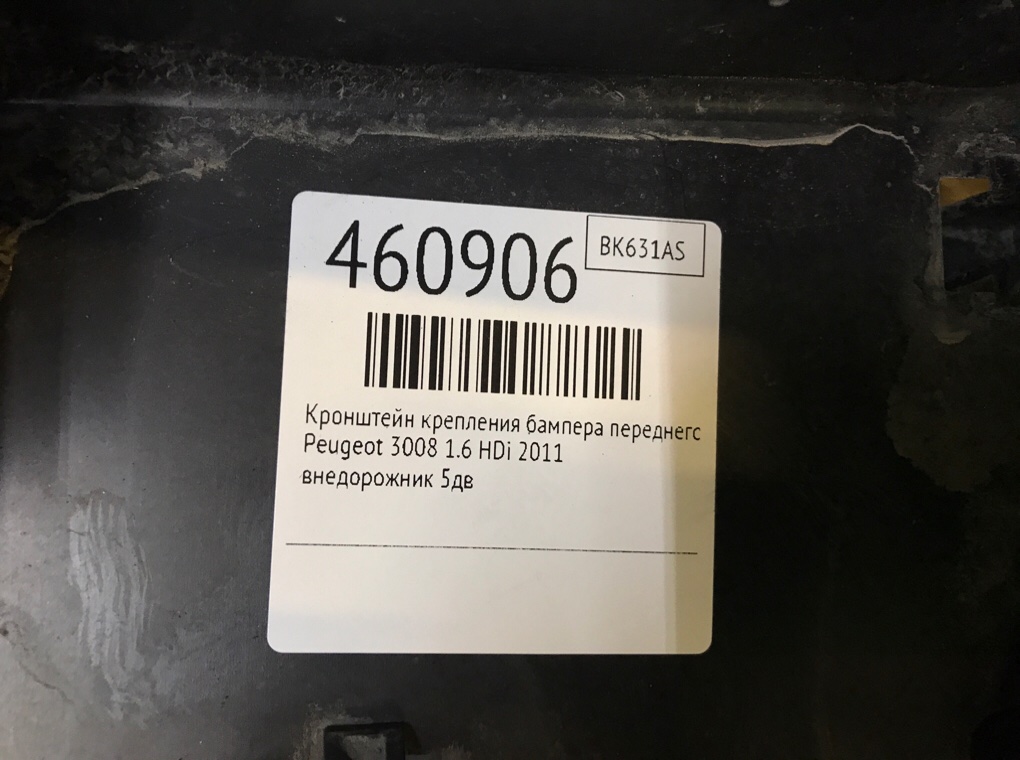 460906
BK631AS
Кронштейн крепления бампера переднегс
Peugeot 3008 1.6 HDi 2011
внедорожник 5дв